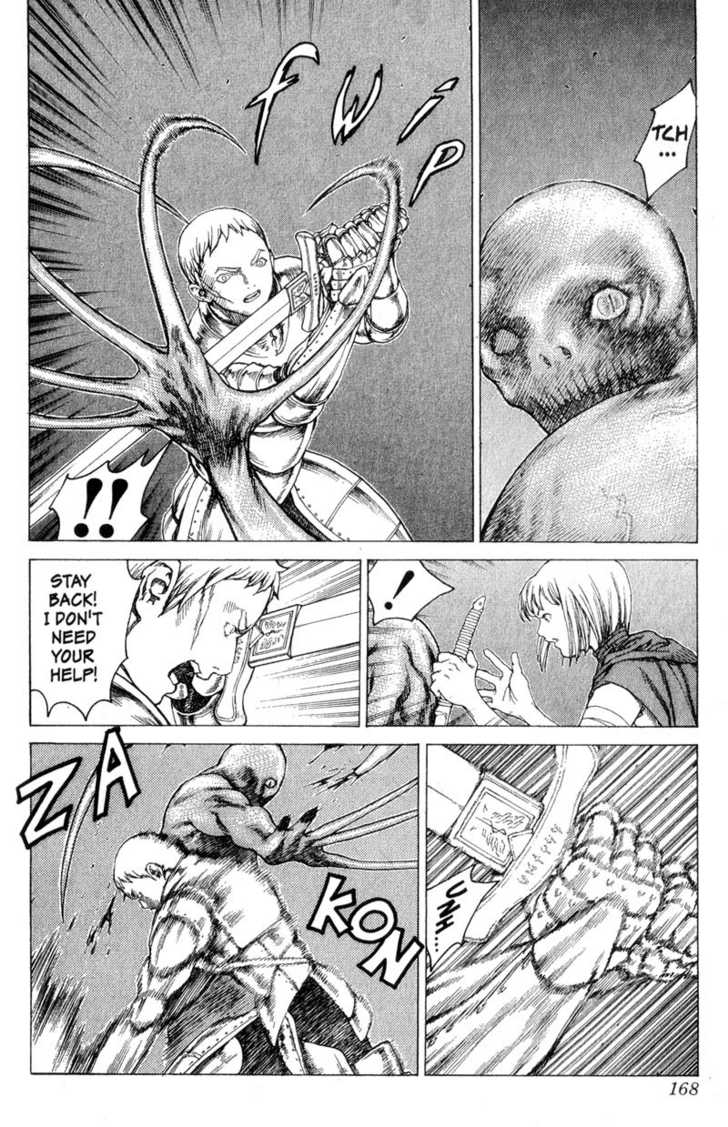 fwip
TCH
...
!!
STAY
BACK!
I DON'T
NEED
YOUR
HELP!
!
ZA
KON
UNH...
168